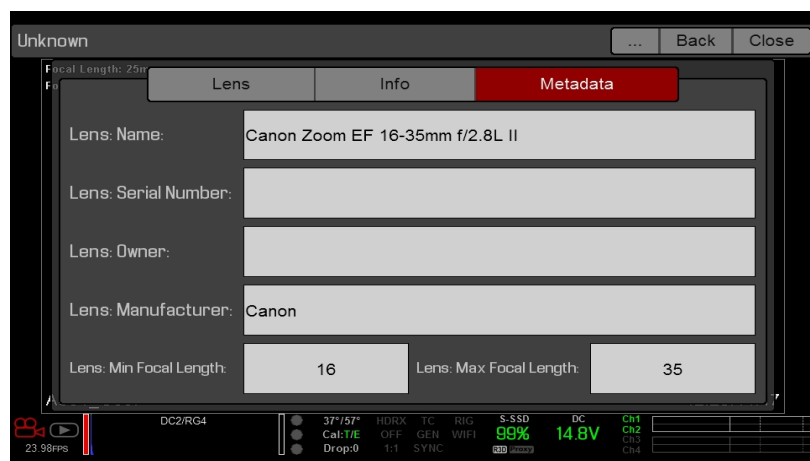 Unknown
...
Back
Close
Focal Length: 25m
Lens
Info
Metadata
Lens: Name:
Canon Zoom EF 16-35mm f/2.8L II
Lens: Serial Number:
Lens: Owner:
Lens: Manufacturer:
Canon
Lens: Min Focal Length:
16
Lens: Max Focal Length:
35
DC2/RG4
37°/57°
HDRX
TC
RIG
S-SSD
DC
Ch1
Cal:T/E
OFF
GEN
WIFI
99%
14.8V
Ch2
Ch3
23.98FPS
Drop:0
1:1
SYNC
R3D
Proxy
Ch4